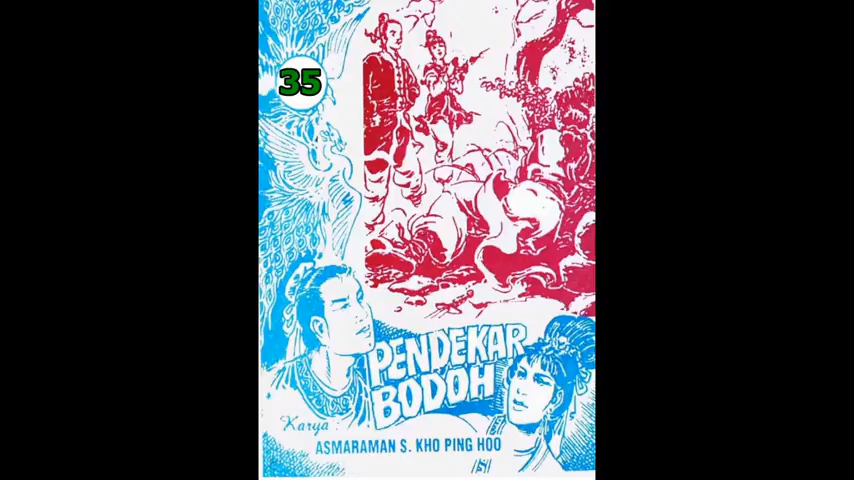 35
PENDEKAR
BODOH
Karya :
ASMARAMAN S. KHO PING HOO